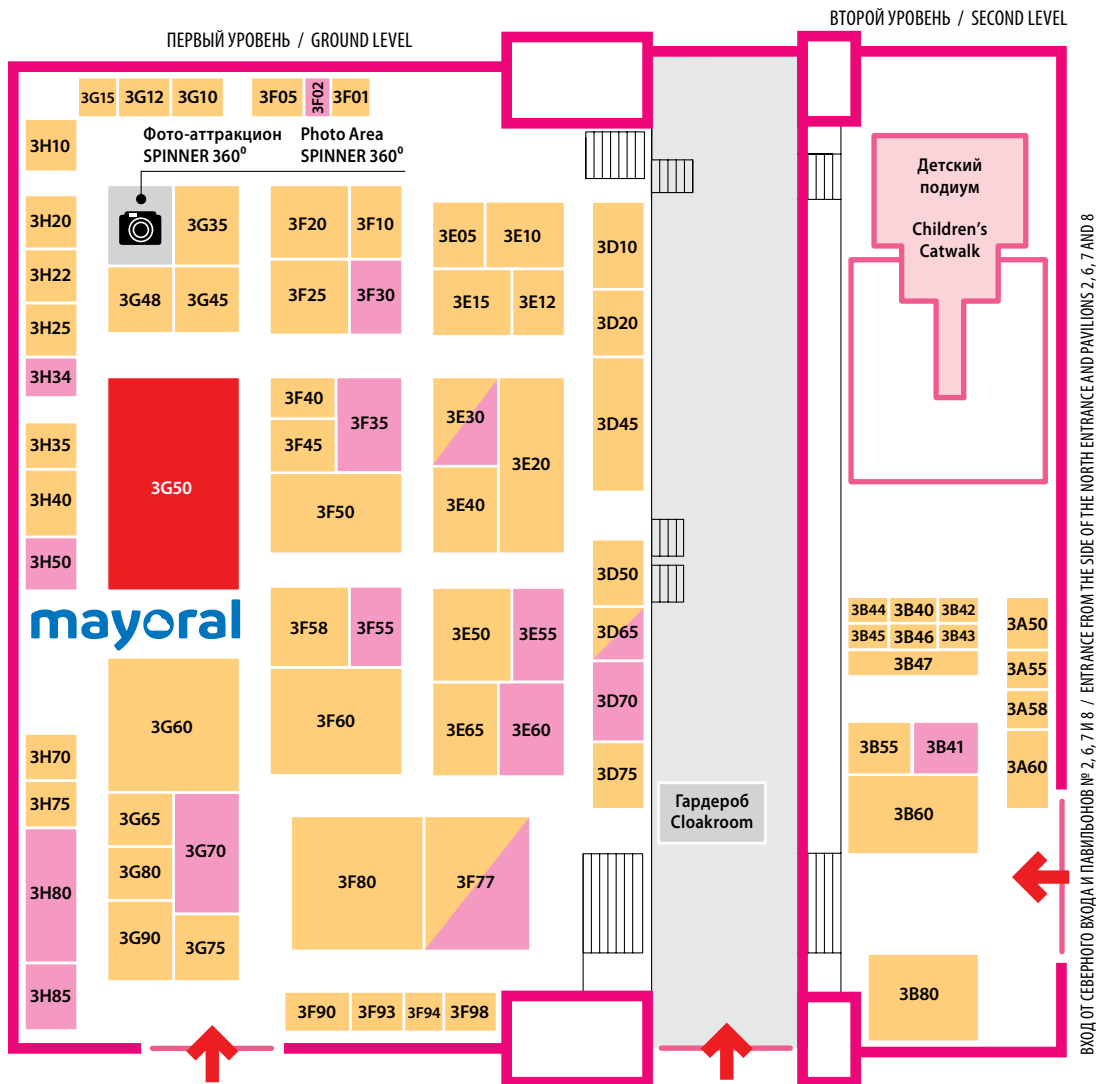 ВТОРОЙ УРОВЕНЬ / SECOND LEVEL
ПЕРВЫЙ УРОВЕНЬ / GROUND LEVEL
3G15
3G12
3G10
3F05
3F02
3F01
3H10
Фото-аттракцион
SPINNER 360⁰
Photo Area
SPINNER 360⁰
3H20
3H22
3H25
3H34
3H35
3H40
3H50
3G35
3G48
3G45
3G50
mayoral
3F20
3F10
3F25
3F30
3F40
3F35
3F45
3F50
3E05
3E10
3E15
3E12
3E30
3E20
3E40
3D10
3D20
3D45
3D50
3D65
3D70
3D75
3F58
3F55
3F60
3E50
3E55
3E65
3E60
3G60
3G65
3G70
3G80
3G90
3G75
3H70
3H75
3H80
3H85
3F80
3F77
3F90
3F93
3F94
3F98
Гардероб
Cloakroom
Детский
подиум
Children's
Catwalk
3B44
3B40
3B42
3B45
3B46
3B43
3B47
3A50
3A55
3A58
3A60
3B55
3B41
3B60
3B80
ВХОД ОТ СЕВЕРНОГО ВХОДА И ПАВИЛЬОНОВ № 2, 6, 7 И 8 / ENTRANCE FROM THE SIDE OF THE NORTH ENTRANCE AND PAVILIONS 2, 6, 7 AND 8